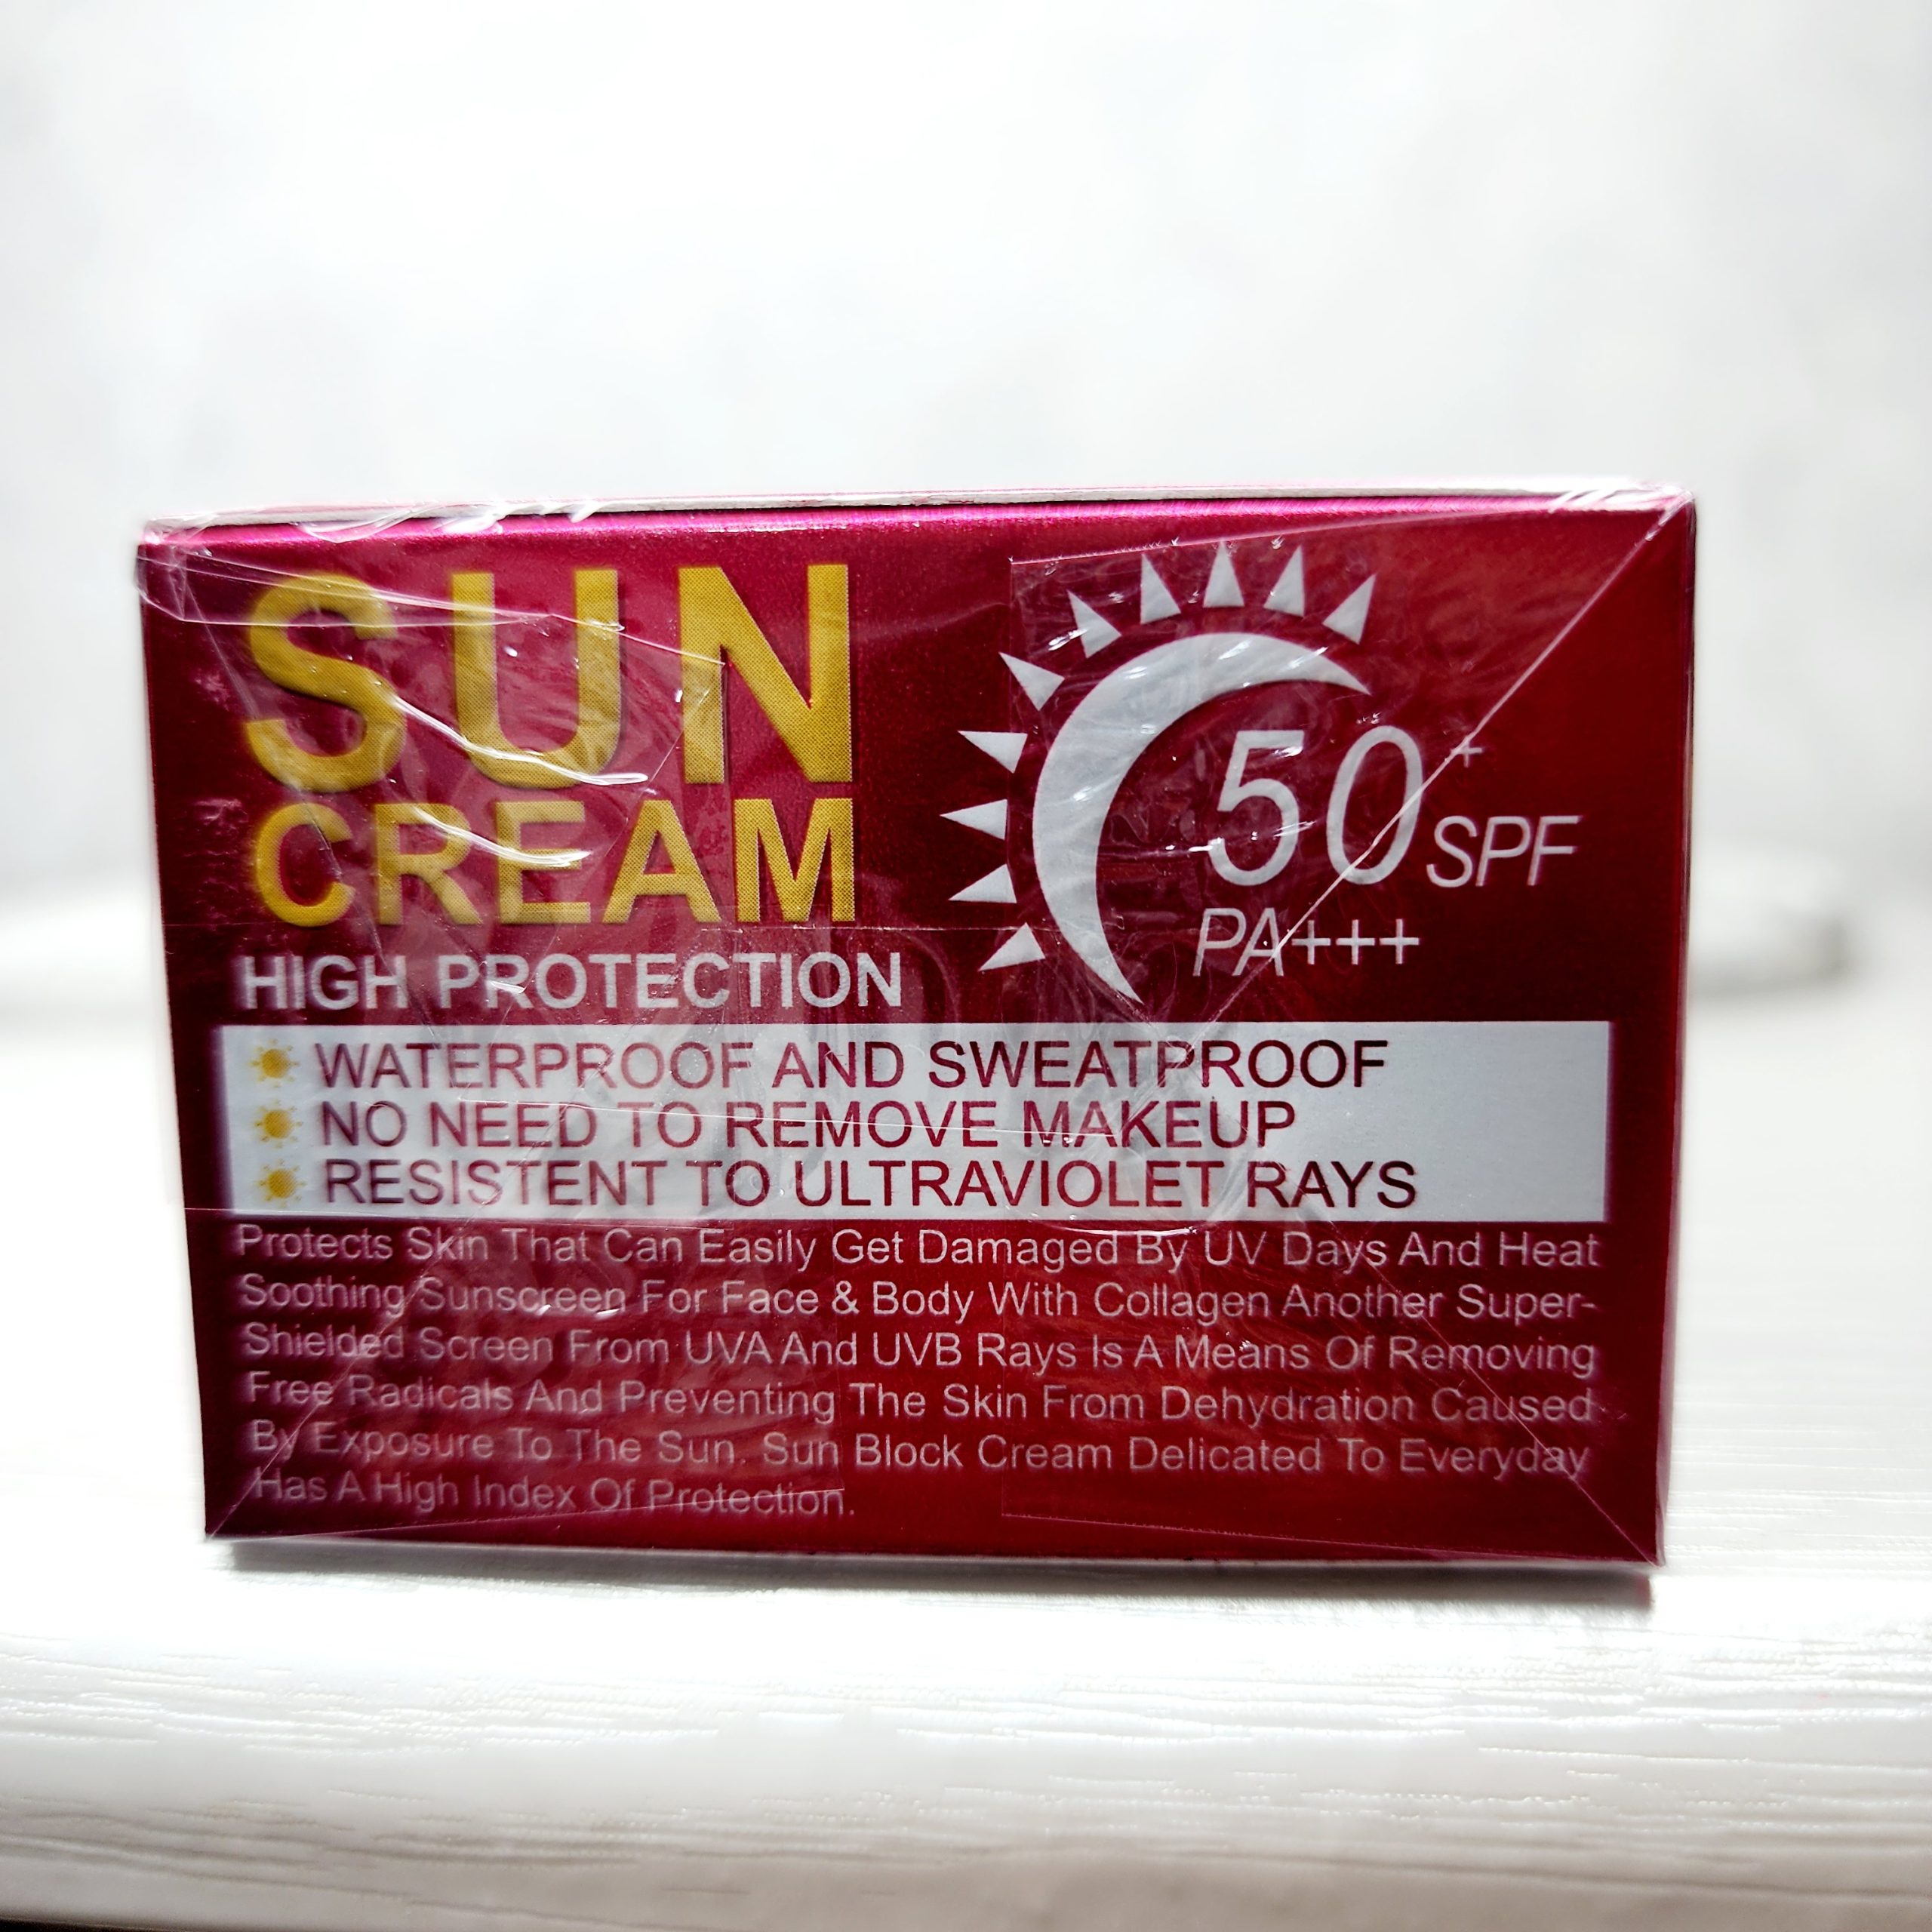 SUN
CREAM
HIGH PROTECTION
50+ SPF
PA+++
WATERPROOF AND SWEATPROOF
NO NEED TO REMOVE MAKEUP
RESISTENT TO ULTRAVIOLET RAYS
Protects Skin That Can Easily Get Damaged By UV Days And Heat
Soothing Sunscreen For Face & Body With Collagen Another Super-
Shielded Screen From UVA And UVB Rays Is A Means Of Removing
Free Radicals And Preventing The Skin From Dehydration Caused
By Exposure To The Sun. Sun Block Cream Delicated To Everyday
Has A High Index Of Protection.